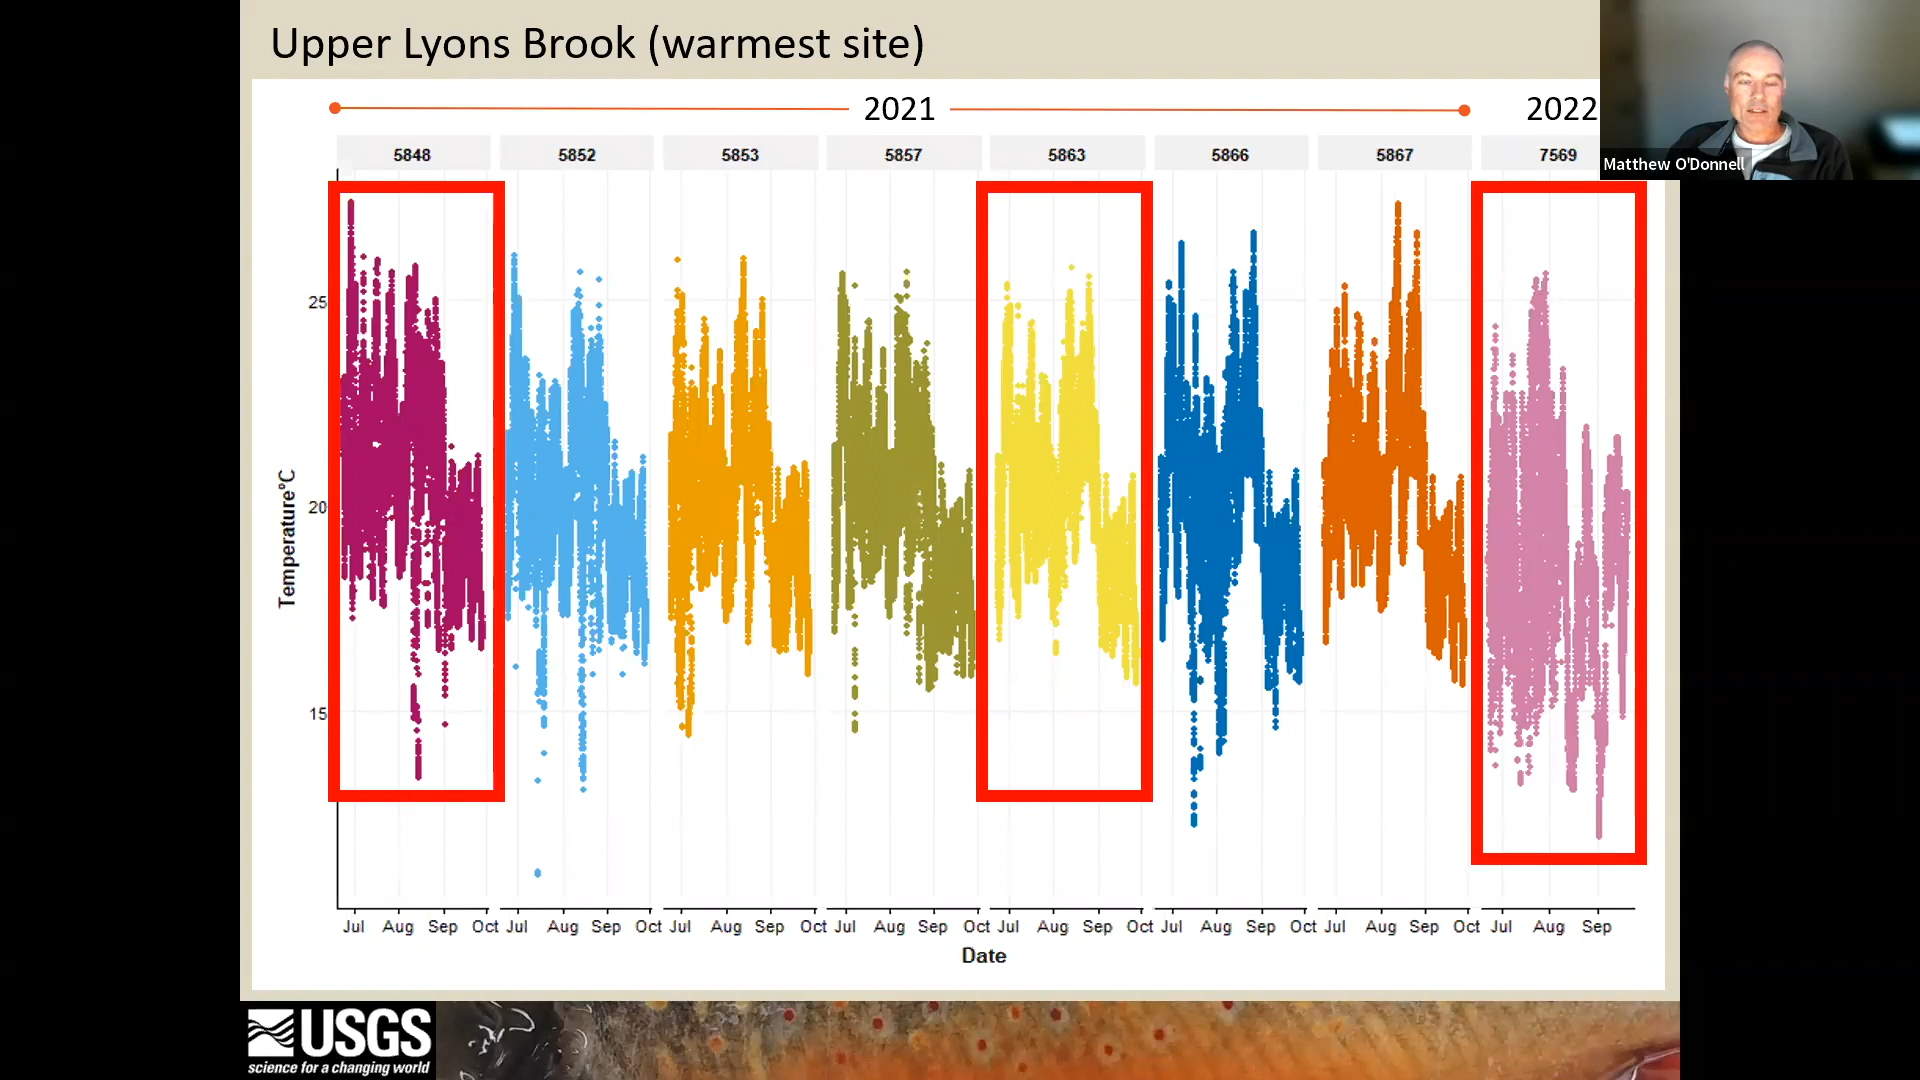 Upper Lyons Brook (warmest site)
2021
2022
Matthew O'Donnell
5848 5852 5853 5857 5863 5866 5867 7569
25
20
15
Temperature°C
Jul Aug Sep Oct Jul Aug Sep Oct Jul Aug Sep Oct Jul Aug Sep Oct Jul Aug Sep Oct Jul Aug Sep Oct Jul Aug Sep Oct Jul Aug Sep
Date
USGS
science for a changing world